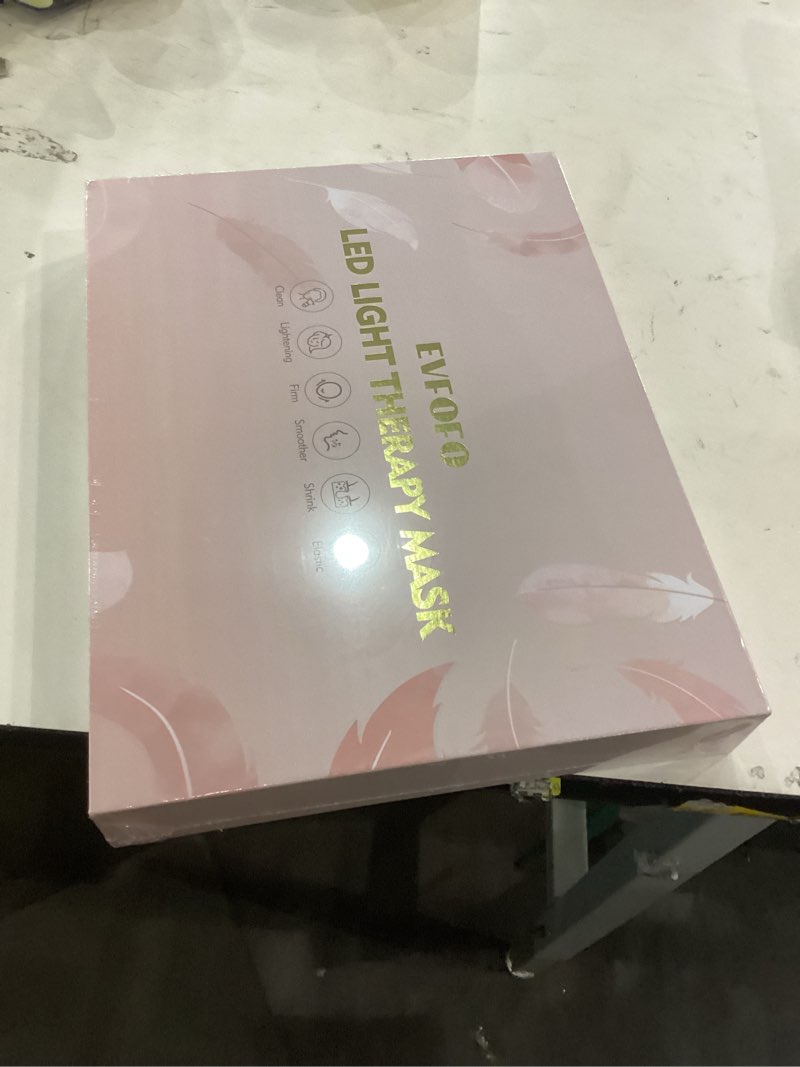 EVFOFO
LED LIGHT THERAPY MASK
Clean Lightening Firm Smoother Shrink Elastic